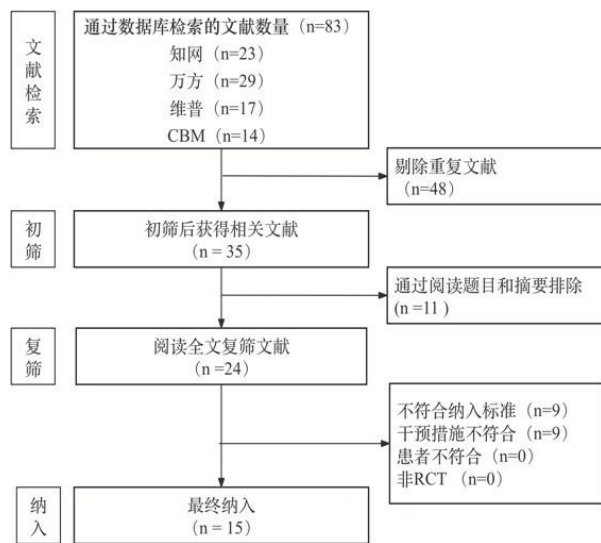 文献检索
通过数据库检索的文献数量 (n=83)
知网 (n=23)
万方 (n=29)
维普 (n=17)
CBM (n=14)
剔除重复文献
(n=48)
初筛
初筛后获得相关文献
(n = 35)
通过阅读题目和摘要排除
(n =11 )
复筛
阅读全文复筛文献
(n =24)
不符合纳入标准 (n=9)
干预措施不符合 (n=9)
患者不符合 (n=0)
非RCT (n=0)
纳入
最终纳入
(n = 15)